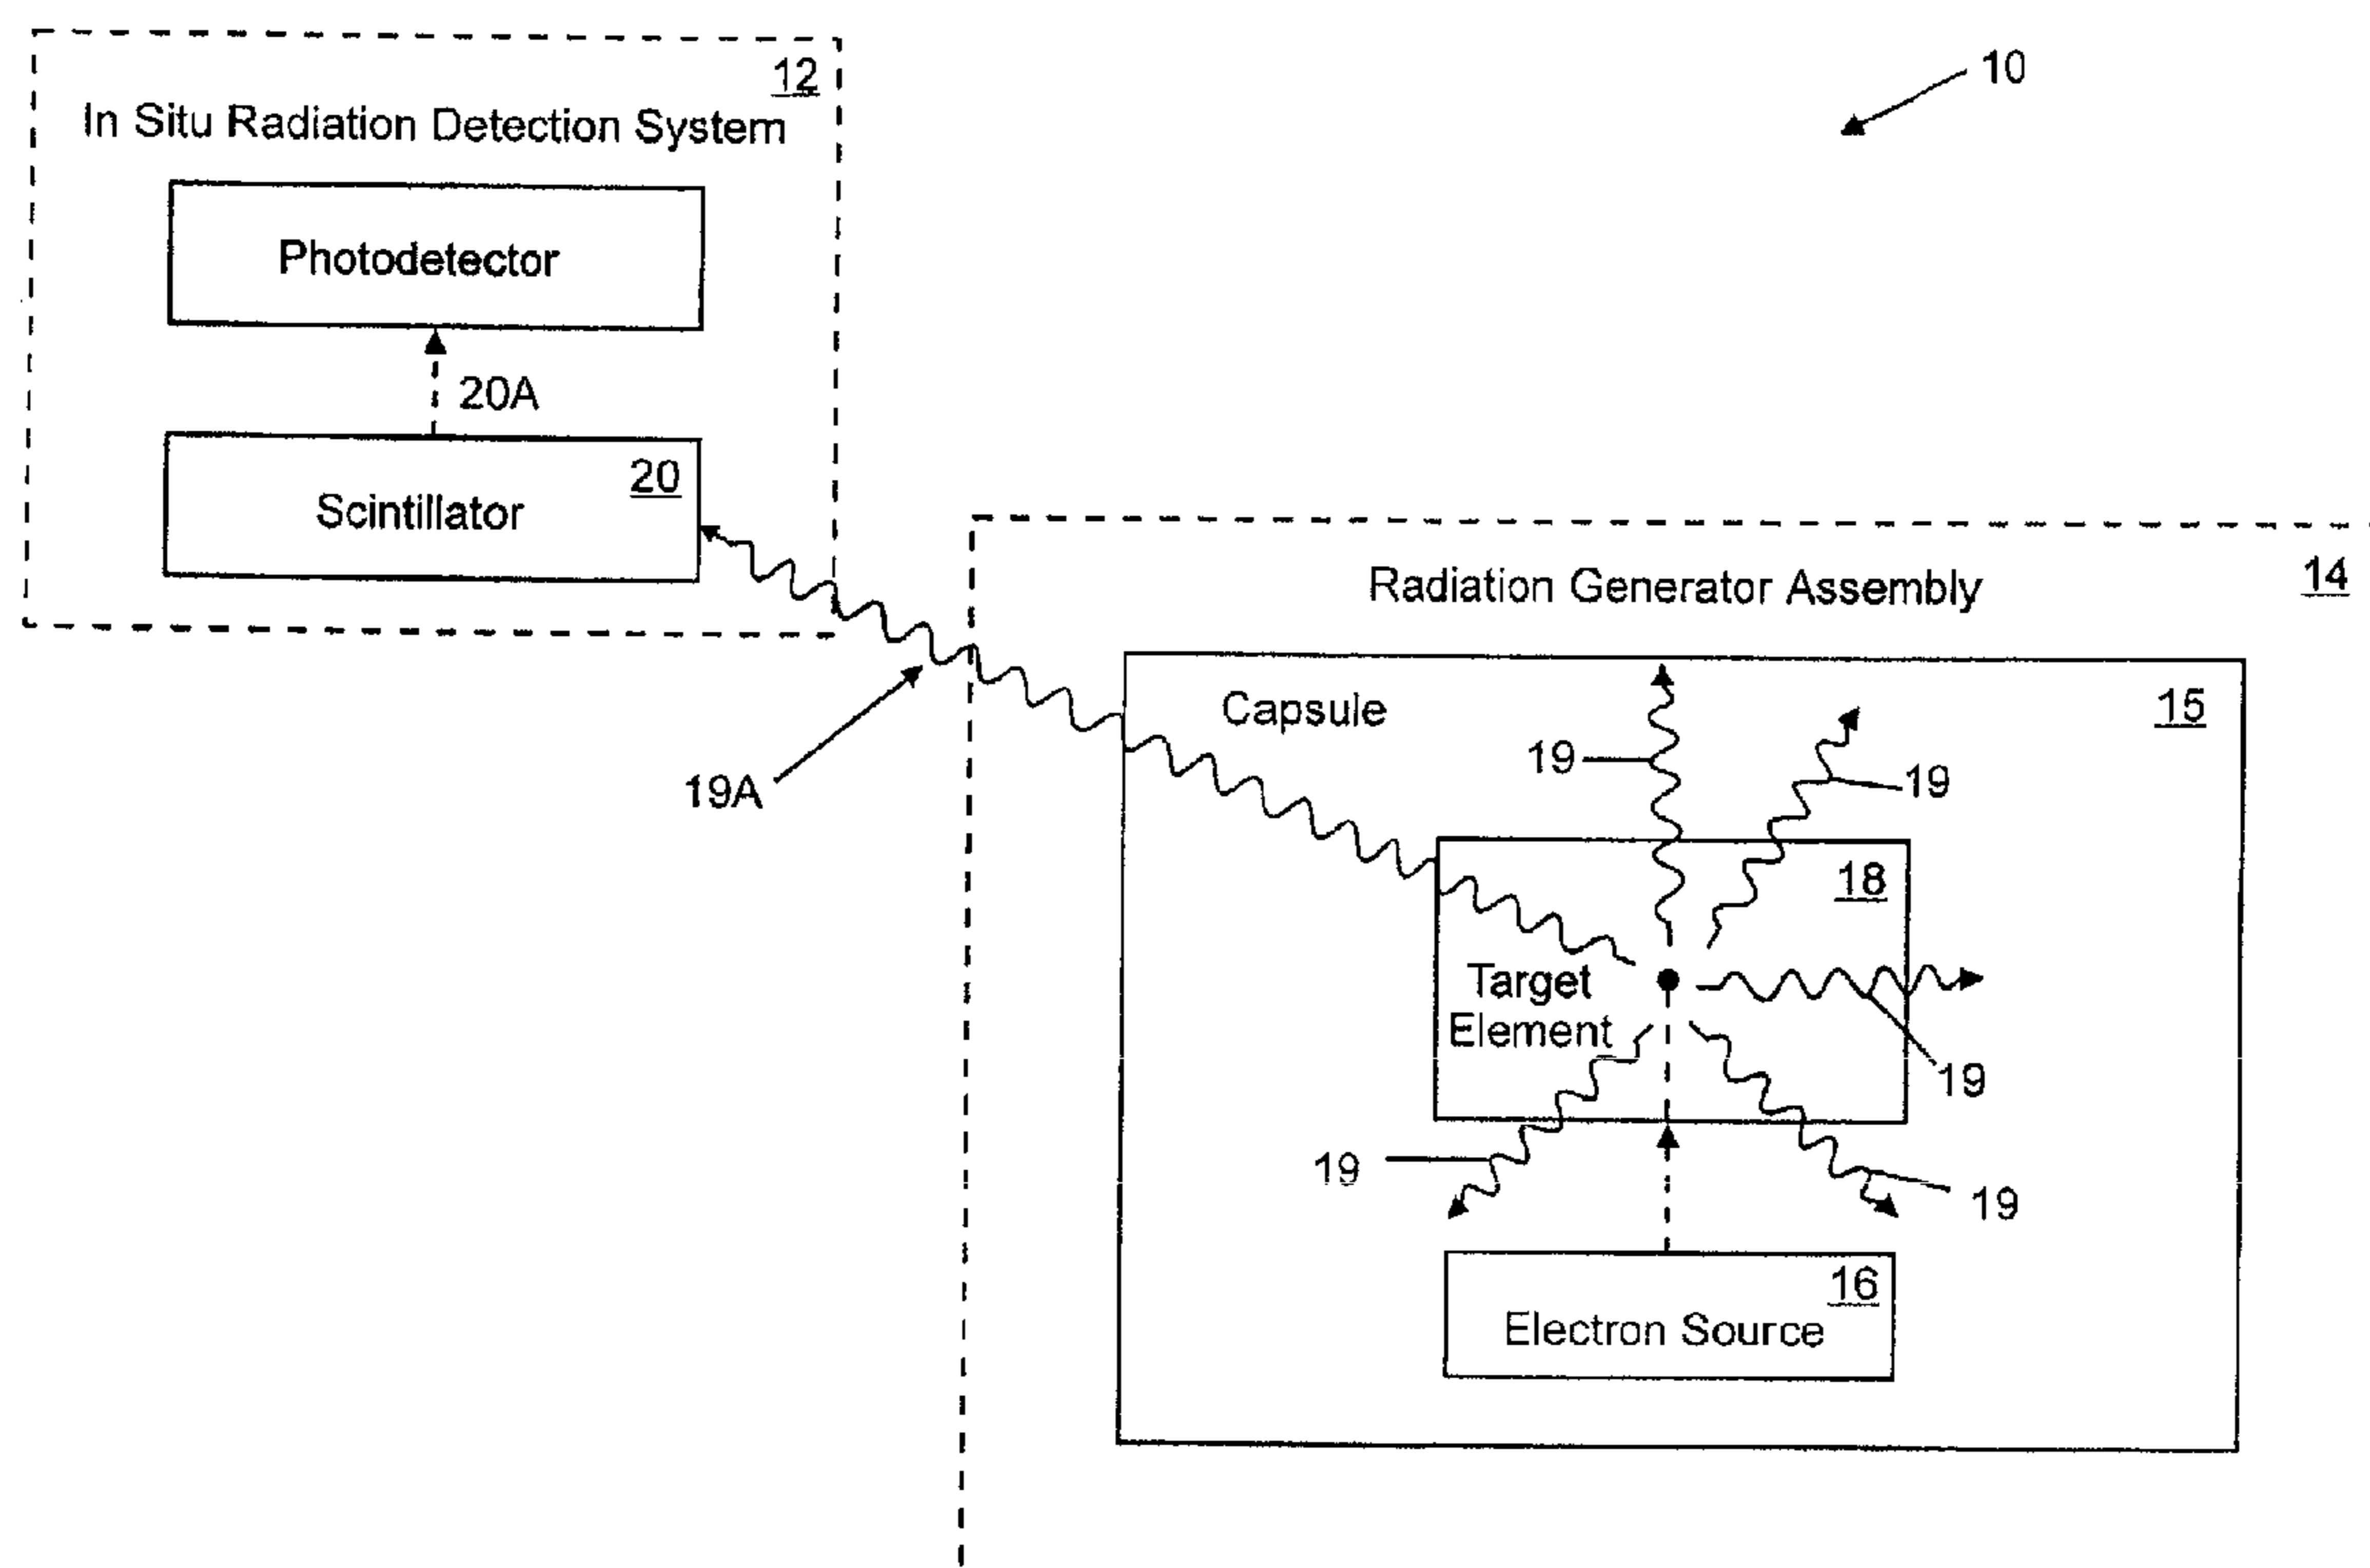 10
12
In Situ Radiation Detection System
Photodetector
20A
20
Scintillator
14
Radiation Generator Assembly
19A
Capsule
15
19
19
18
Target
Element
19
19
19
16
Electron Source